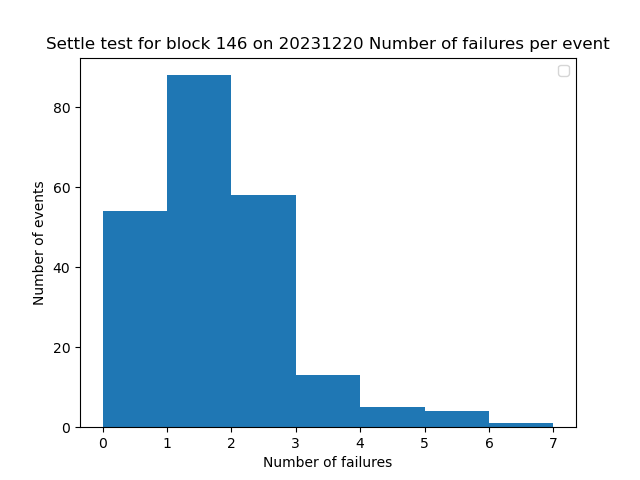 Settle test for block 146 on 20231220 Number of failures per event
Number of events
80
60
40
20
0
0 1 2 3 4 5 6 7
Number of failures